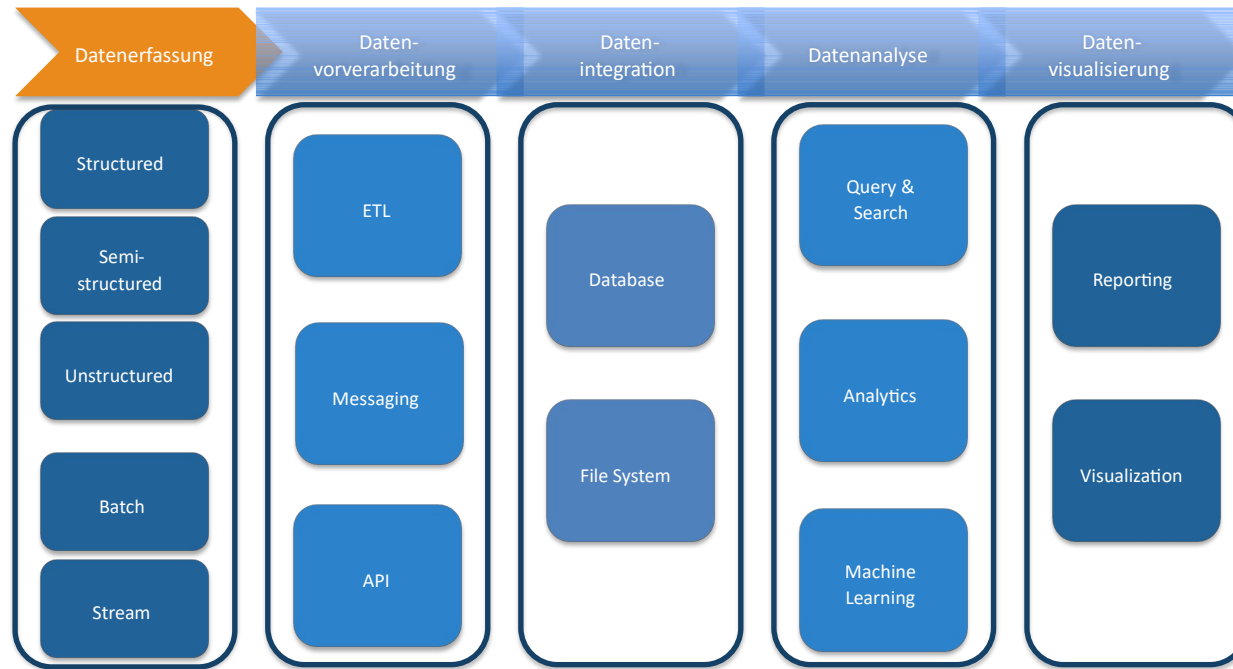 Datenerfassung
Daten-
vorverarbeitung
Daten-
integration
Datenanalyse
Daten-
visualisierung
Structured
Semi-
structured
Unstructured
Batch
Stream
ETL
Messaging
API
Database
File System
Query &
Search
Analytics
Machine
Learning
Reporting
Visualization